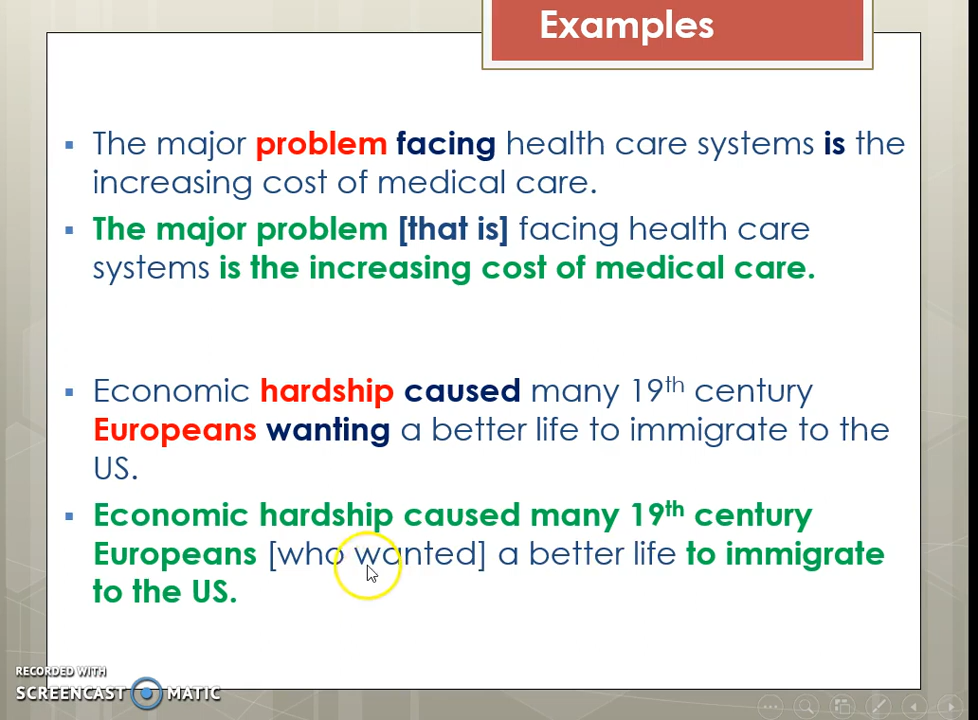 Examples
▪ The major problem facing health care systems is the
increasing cost of medical care.
▪ The major problem [that is] facing health care
systems is the increasing cost of medical care.
▪ Economic hardship caused many 19th century
Europeans wanting a better life to immigrate to the
US.
▪ Economic hardship caused many 19th century
Europeans [who wanted] a better life to immigrate
to the US.
RECORDED WITH
SCREENCAST MATIC